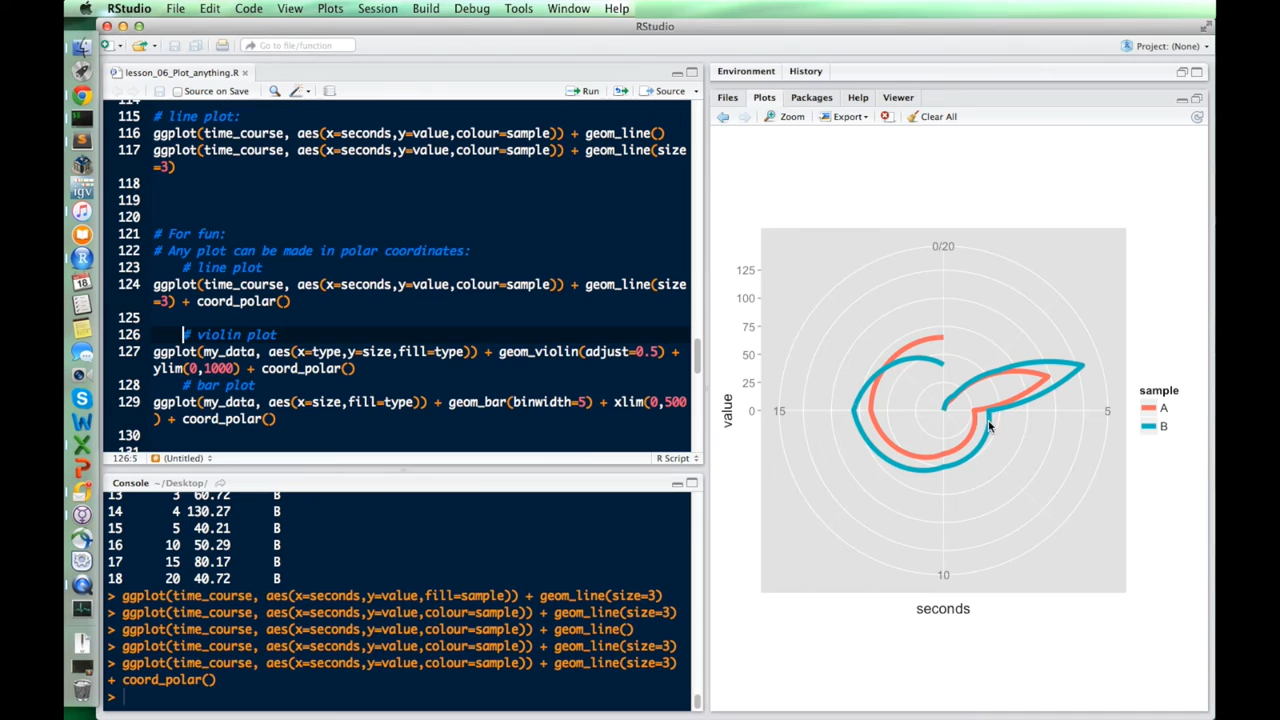 RStudio File Edit Code View Plots Session Build Debug Tools Window Help
RStudio
Go to file/function
Project: (None)
lesson_06_Plot_anything.R
Source on Save
Run
Source
114
115 # line plot:
116 ggplot(time_course, aes(x=seconds,y=value,colour=sample)) + geom_line()
117 ggplot(time_course, aes(x=seconds,y=value,colour=sample)) + geom_line(size
=3)
118
119
120
121 # For fun:
122 # Any plot can be made in polar coordinates:
123 # line plot
124 ggplot(time_course, aes(x=seconds,y=value,colour=sample)) + geom_line(size
=3) + coord_polar()
125
126 # violin plot
127 ggplot(my_data, aes(x=type,y=size,fill=type)) + geom_violin(adjust=0.5) +
ylim(0,1000) + coord_polar()
128 # bar plot
129 ggplot(my_data, aes(x=size,fill=type)) + geom_bar(binwidth=5) + xlim(0,500
) + coord_polar()
130
131
126:5 (Untitled) R Script
Console ~/Desktop/
13 3 60.72 B
14 4 130.27 B
15 5 40.21 B
16 10 50.29 B
17 15 80.17 B
18 20 40.72 B
> ggplot(time_course, aes(x=seconds,y=value,fill=sample)) + geom_line(size=3)
> ggplot(time_course, aes(x=seconds,y=value,colour=sample)) + geom_line(size=3)
> ggplot(time_course, aes(x=seconds,y=value,colour=sample)) + geom_line()
> ggplot(time_course, aes(x=seconds,y=value,colour=sample)) + geom_line(size=3)
> ggplot(time_course, aes(x=seconds,y=value,colour=sample)) + geom_line(size=3)
+ coord_polar()
>
Environment History
Files Plots Packages Help Viewer
Zoom Export Clear All
0/20
125
100
75
50
25
0
15
5
10
value
seconds
sample
A
B
igv
18